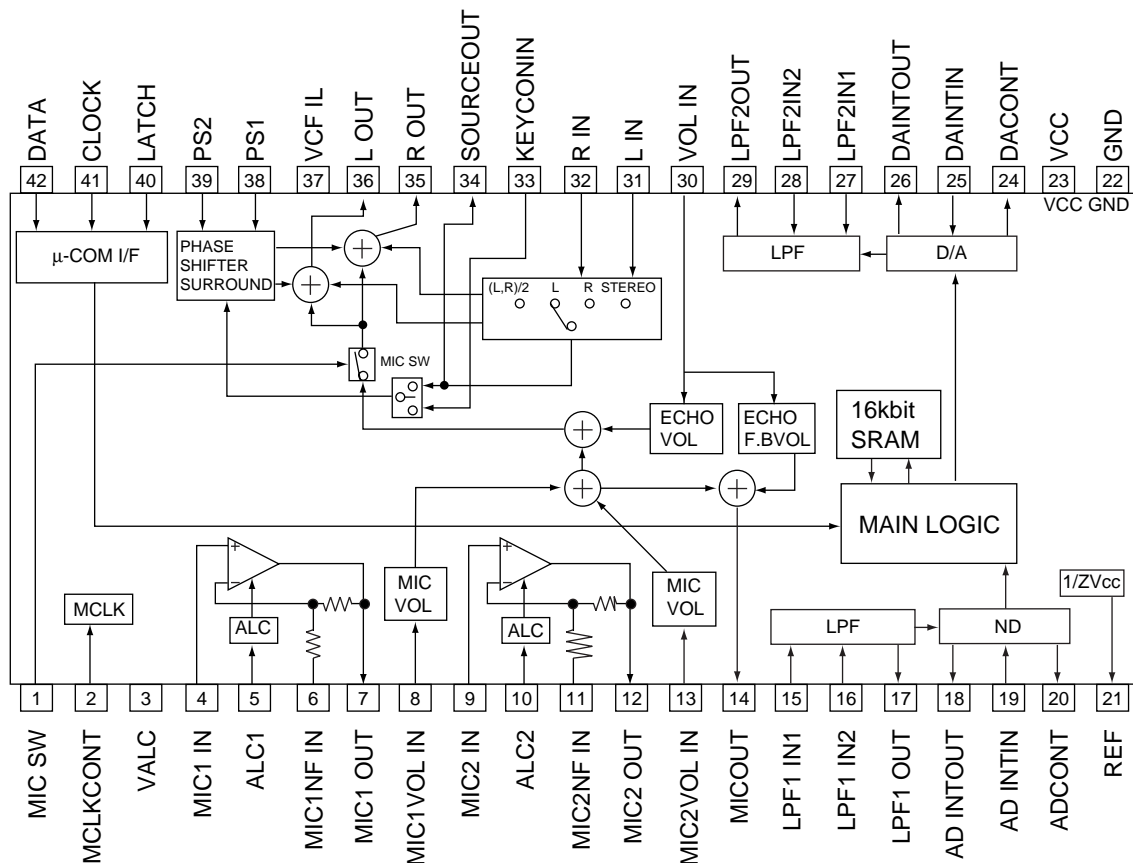 DATA
CLOCK
LATCH
PS2
PS1
VCF IL
L OUT
R OUT
SOURCEOUT
KEYCONIN
R IN
L IN
VOL IN
LPF2OUT
LPF2IN2
LPF2IN1
DAINTOUT
DAINTIN
DACONT
VCC
GND
42 41 40 39 38 37 36 35 34 33 32 31 30 29 28 27 26 25 24 23 22
VCC GND
μ-COM I/F
PHASE
SHIFTER
SURROUND
(L,R)/2 L R STEREO
LPF
D/A
MIC SW
ECHO
VOL
ECHO
F.BVOL
16kbit
SRAM
MAIN LOGIC
MCLK
ALC
MIC
VOL
ALC
MIC
VOL
LPF
ND
1/ZVcc
1 2 3 4 5 6 7 8 9 10 11 12 13 14 15 16 17 18 19 20 21
MIC SW
MCLKCONT
VALC
MIC1 IN
ALC1
MIC1NF IN
MIC1 OUT
MIC1VOL IN
MIC2 IN
ALC2
MIC2NF IN
MIC2 OUT
MIC2VOL IN
MICOUT
LPF1 IN1
LPF1 IN2
LPF1 OUT
AD INTOUT
AD INTIN
ADCONT
REF